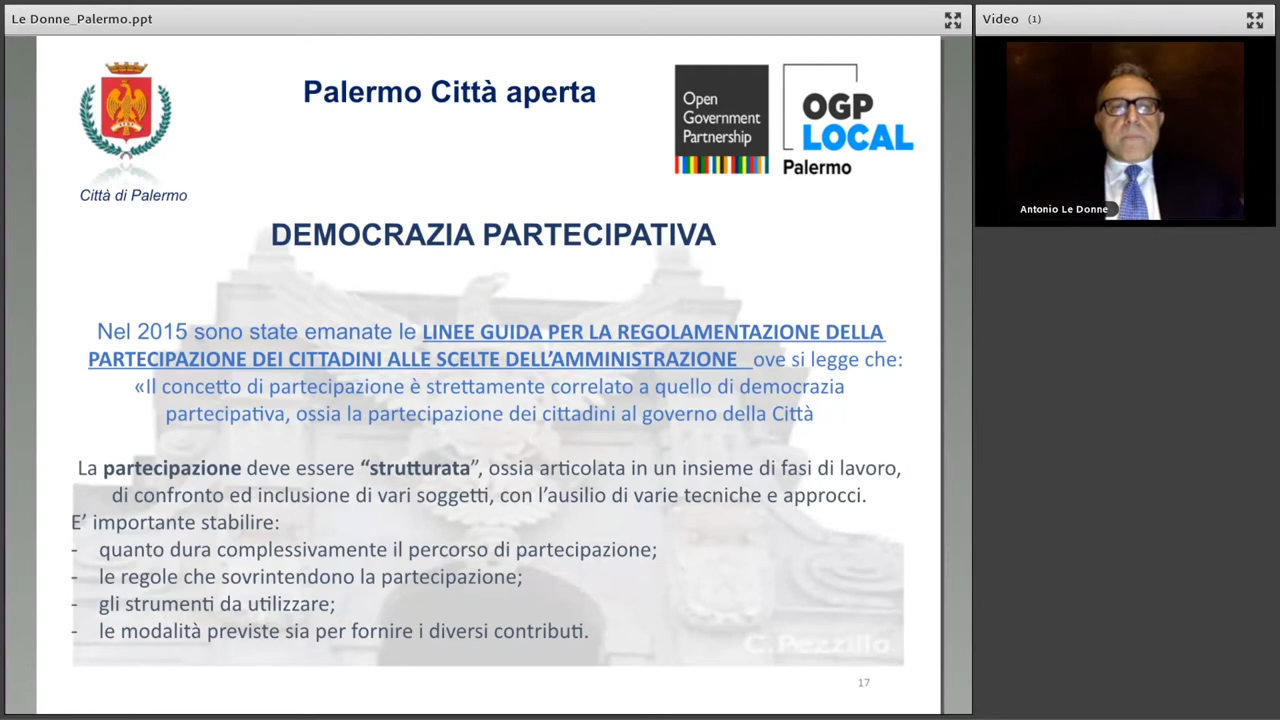 Le Donne_Palermo.ppt
Video (1)
Palermo Città aperta
Open
Government
Partnership
OGP
LOCAL
Palermo
Città di Palermo
Antonio Le Donne
DEMOCRAZIA PARTECIPATIVA
Nel 2015 sono state emanate le LINEE GUIDA PER LA REGOLAMENTAZIONE DELLA
PARTECIPAZIONE DEI CITTADINI ALLE SCELTE DELL'AMMINISTRAZIONE ove si legge che:
«Il concetto di partecipazione è strettamente correlato a quello di democrazia
partecipativa, ossia la partecipazione dei cittadini al governo della Città
La partecipazione deve essere “strutturata”, ossia articolata in un insieme di fasi di lavoro,
di confronto ed inclusione di vari soggetti, con l'ausilio di varie tecniche e approcci.
E' importante stabilire:
- quanto dura complessivamente il percorso di partecipazione;
- le regole che sovrintendono la partecipazione;
- gli strumenti da utilizzare;
- le modalità previste sia per fornire i diversi contributi.
C.Pezzillo
17